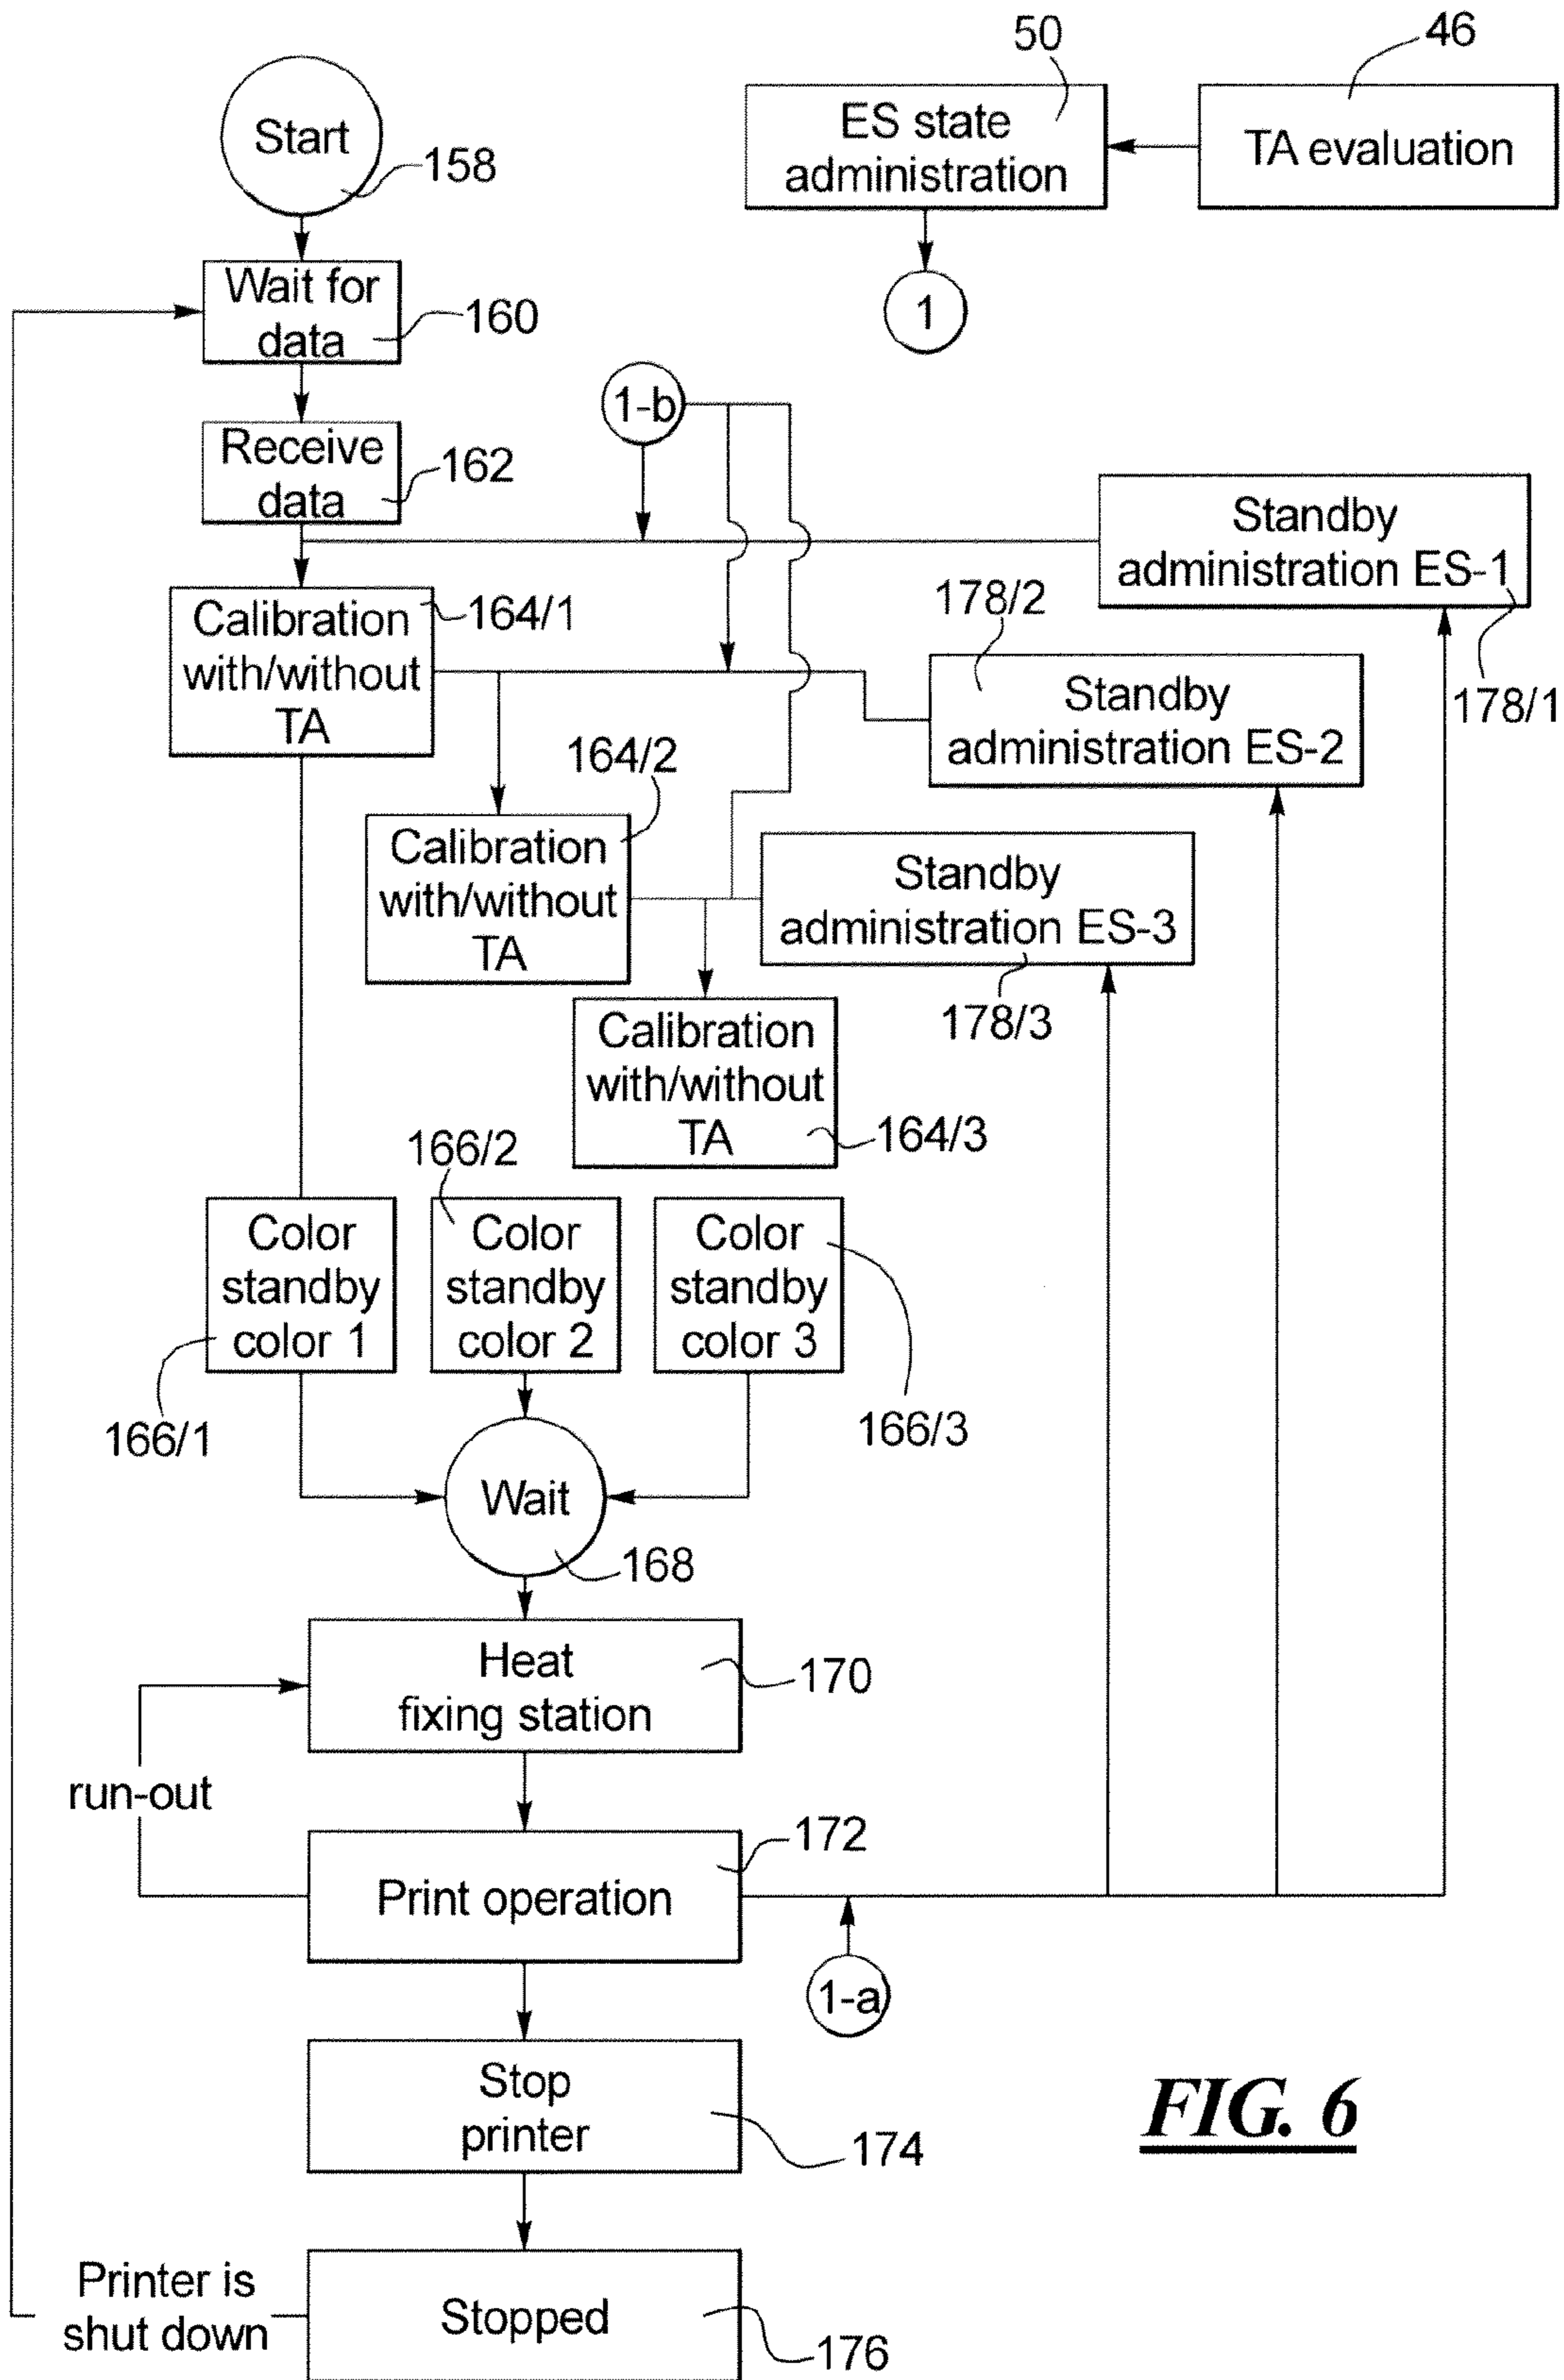 50
46
Start
158
ES state
administration
TA evaluation
Wait for
data
160
1
1-b
Receive
data
162
Standby
administration ES-1
178/1
Calibration
with/without
TA
164/1
178/2
Standby
administration ES-2
164/2
Calibration
with/without
TA
Standby
administration ES-3
178/3
Calibration
with/without
TA
164/3
166/2
Color
standby
color 1
Color
standby
color 2
Color
standby
color 3
166/1
166/3
Wait
168
Heat
fixing station
170
run-out
172
Print operation
1-a
Stop
printer
174
FIG. 6
Printer is
shut down
Stopped
176